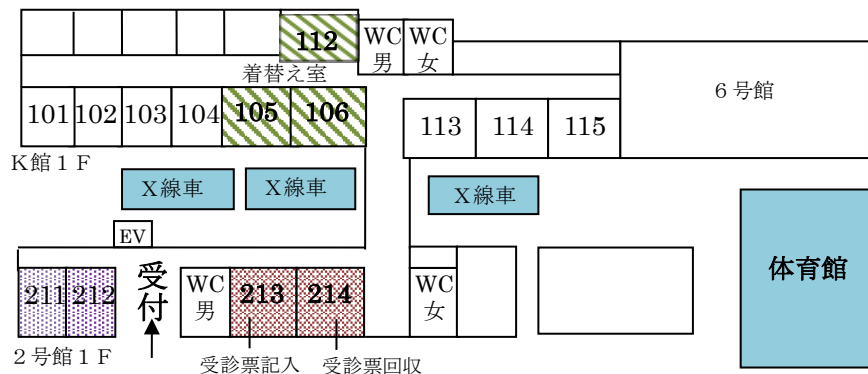 112
WC
男
WC
女
着替え室
6号館
101 102 103 104 105 106
113 114 115
K館1F
X線車
X線車
X線車
EV
体育館
211 212
受付
WC
男
213 214
WC
女
2号館1F
受診票記入
受診票回収